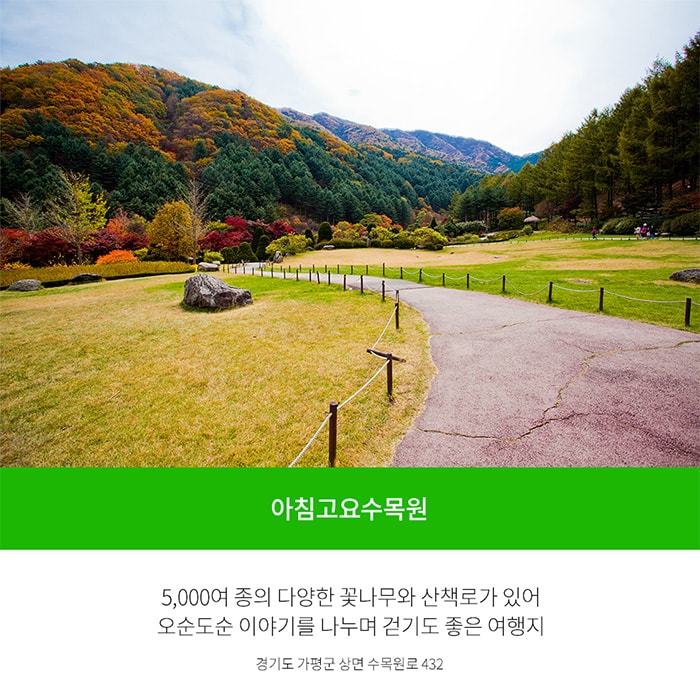 아침고요수목원
5,000여 종의 다양한 꽃나무와 산책로가 있어
오순도순 이야기를 나누며 걷기도 좋은 여행지
경기도 가평군 상면 수목원로 432